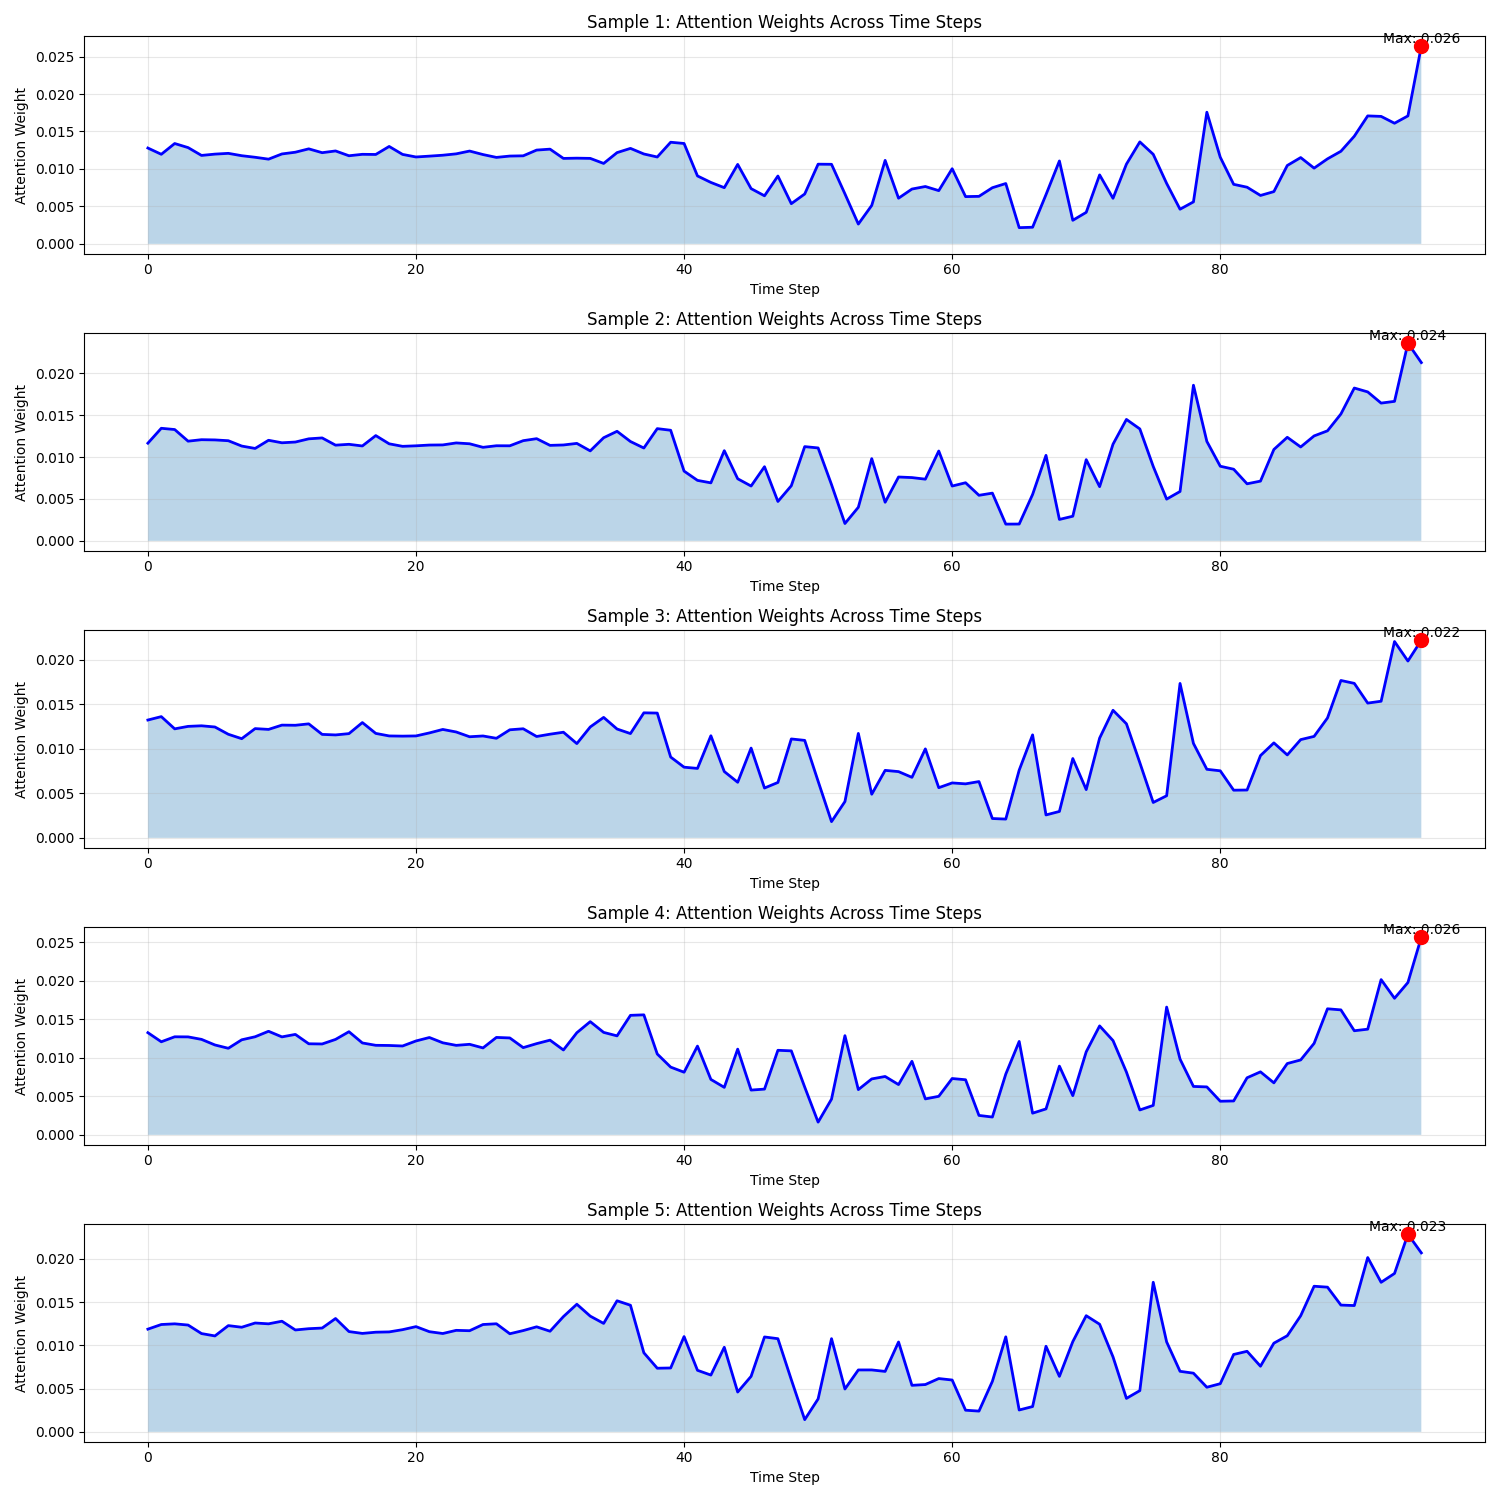 Sample 1: Attention Weights Across Time Steps
Max: 0.026
Attention Weight
0.025
0.020
0.015
0.010
0.005
0.000
0 20 40 60 80
Time Step
Sample 2: Attention Weights Across Time Steps
Max: 0.024
Attention Weight
0.020
0.015
0.010
0.005
0.000
0 20 40 60 80
Time Step
Sample 3: Attention Weights Across Time Steps
Max: 0.022
Attention Weight
0.020
0.015
0.010
0.005
0.000
0 20 40 60 80
Time Step
Sample 4: Attention Weights Across Time Steps
Max: 0.026
Attention Weight
0.025
0.020
0.015
0.010
0.005
0.000
0 20 40 60 80
Time Step
Sample 5: Attention Weights Across Time Steps
Max: 0.023
Attention Weight
0.020
0.015
0.010
0.005
0.000
0 20 40 60 80
Time Step